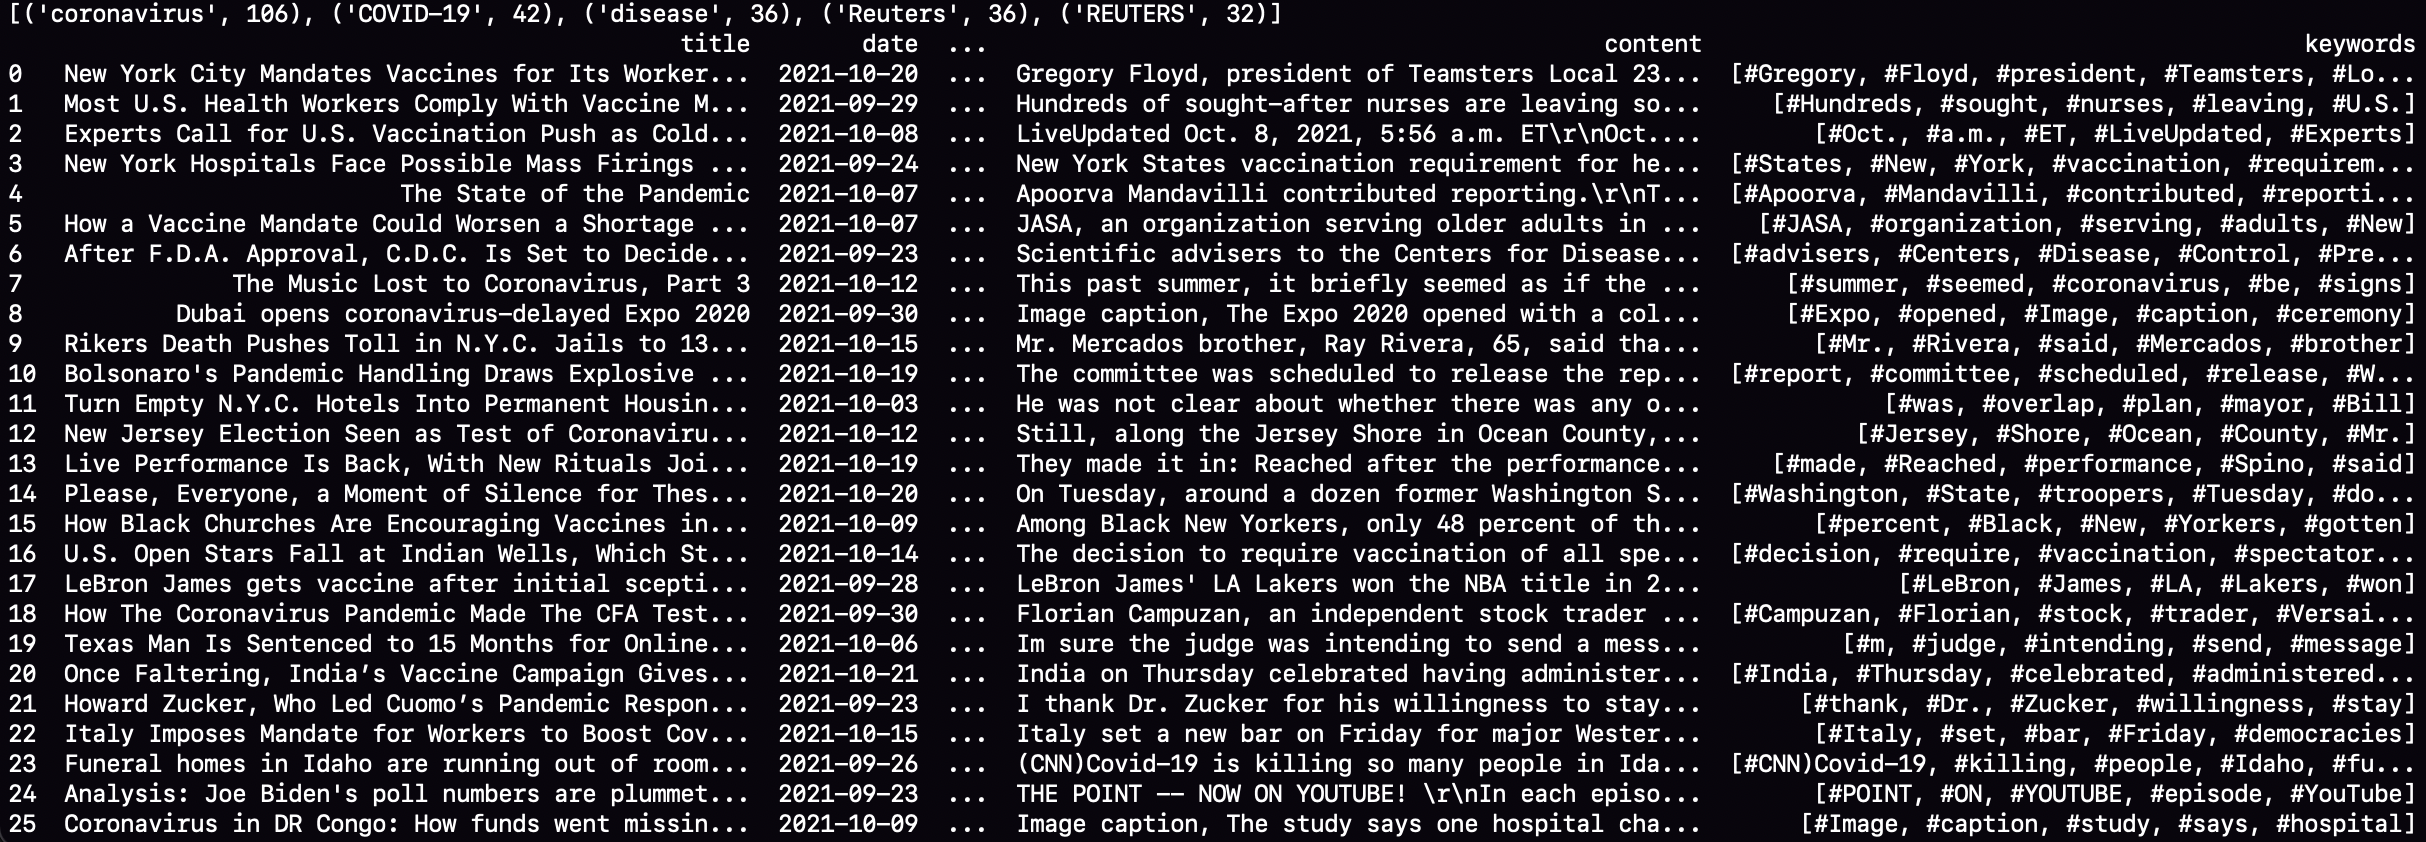 [('coronavirus', 106), ('COVID-19', 42), ('disease', 36), ('Reuters', 36), ('REUTERS', 32)]
title date ... content keywords
0 New York City Mandates Vaccines for Its Worker... 2021-10-20 ... Gregory Floyd, president of Teamsters Local 23... [#Gregory, #Floyd, #president, #Teamsters, #Lo...
1 Most U.S. Health Workers Comply With Vaccine M... 2021-09-29 ... Hundreds of sought-after nurses are leaving so... [#Hundreds, #sought, #nurses, #leaving, #U.S.]
2 Experts Call for U.S. Vaccination Push as Cold... 2021-10-08 ... LiveUpdated Oct. 8, 2021, 5:56 a.m. ET\r\nOct.... [#Oct., #a.m., #ET, #LiveUpdated, #Experts]
3 New York Hospitals Face Possible Mass Firings ... 2021-09-24 ... New York States vaccination requirement for he... [#States, #New, #York, #vaccination, #requirem...
4 The State of the Pandemic 2021-10-07 ... Apoorva Mandavilli contributed reporting.\r\nT... [#Apoorva, #Mandavilli, #contributed, #reporti...
5 How a Vaccine Mandate Could Worsen a Shortage ... 2021-10-07 ... JASA, an organization serving older adults in ... [#JASA, #organization, #serving, #adults, #New]
6 After F.D.A. Approval, C.D.C. Is Set to Decide... 2021-09-23 ... Scientific advisers to the Centers for Disease... [#advisers, #Centers, #Disease, #Control, #Pre...
7 The Music Lost to Coronavirus, Part 3 2021-10-12 ... This past summer, it briefly seemed as if the ... [#summer, #seemed, #coronavirus, #be, #signs]
8 Dubai opens coronavirus-delayed Expo 2020 2021-09-30 ... Image caption, The Expo 2020 opened with a col... [#Expo, #opened, #Image, #caption, #ceremony]
9 Rikers Death Pushes Toll in N.Y.C. Jails to 13... 2021-10-15 ... Mr. Mercados brother, Ray Rivera, 65, said tha... [#Mr., #Rivera, #said, #Mercados, #brother]
10 Bolsonaro's Pandemic Handling Draws Explosive ... 2021-10-19 ... The committee was scheduled to release the rep... [#report, #committee, #scheduled, #release, #W...
11 Turn Empty N.Y.C. Hotels Into Permanent Housin... 2021-10-03 ... He was not clear about whether there was any o... [#was, #overlap, #plan, #mayor, #Bill]
12 New Jersey Election Seen as Test of Coronaviru... 2021-10-12 ... Still, along the Jersey Shore in Ocean County,... [#Jersey, #Shore, #Ocean, #County, #Mr.]
13 Live Performance Is Back, With New Rituals Joi... 2021-10-19 ... They made it in: Reached after the performance... [#made, #Reached, #performance, #Spino, #said]
14 Please, Everyone, a Moment of Silence for Thes... 2021-10-20 ... On Tuesday, around a dozen former Washington S... [#Washington, #State, #troopers, #Tuesday, #do...
15 How Black Churches Are Encouraging Vaccines in... 2021-10-09 ... Among Black New Yorkers, only 48 percent of th... [#percent, #Black, #New, #Yorkers, #gotten]
16 U.S. Open Stars Fall at Indian Wells, Which St... 2021-10-14 ... The decision to require vaccination of all spe... [#decision, #require, #vaccination, #spectator...
17 LeBron James gets vaccine after initial scepti... 2021-09-28 ... LeBron James' LA Lakers won the NBA title in 2... [#LeBron, #James, #LA, #Lakers, #won]
18 How The Coronavirus Pandemic Made The CFA Test... 2021-09-30 ... Florian Campuzan, an independent stock trader ... [#Campuzan, #Florian, #stock, #trader, #Versai...
19 Texas Man Is Sentenced to 15 Months for Online... 2021-10-06 ... Im sure the judge was intending to send a mess... [#m, #judge, #intending, #send, #message]
20 Once Faltering, India’s Vaccine Campaign Gives... 2021-10-21 ... India on Thursday celebrated having administer... [#India, #Thursday, #celebrated, #administered...
21 Howard Zucker, Who Led Cuomo’s Pandemic Respon... 2021-09-23 ... I thank Dr. Zucker for his willingness to stay... [#thank, #Dr., #Zucker, #willingness, #stay]
22 Italy Imposes Mandate for Workers to Boost Cov... 2021-10-15 ... Italy set a new bar on Friday for major Wester... [#Italy, #set, #bar, #Friday, #democracies]
23 Funeral homes in Idaho are running out of room... 2021-09-26 ... (CNN)Covid-19 is killing so many people in Ida... [#CNN)Covid-19, #killing, #people, #Idaho, #fu...
24 Analysis: Joe Biden's poll numbers are plummet... 2021-09-23 ... THE POINT -- NOW ON YOUTUBE! \r\nIn each episo... [#POINT, #ON, #YOUTUBE, #episode, #YouTube]
25 Coronavirus in DR Congo: How funds went missin... 2021-10-09 ... Image caption, The study says one hospital cha... [#Image, #caption, #study, #says, #hospital]